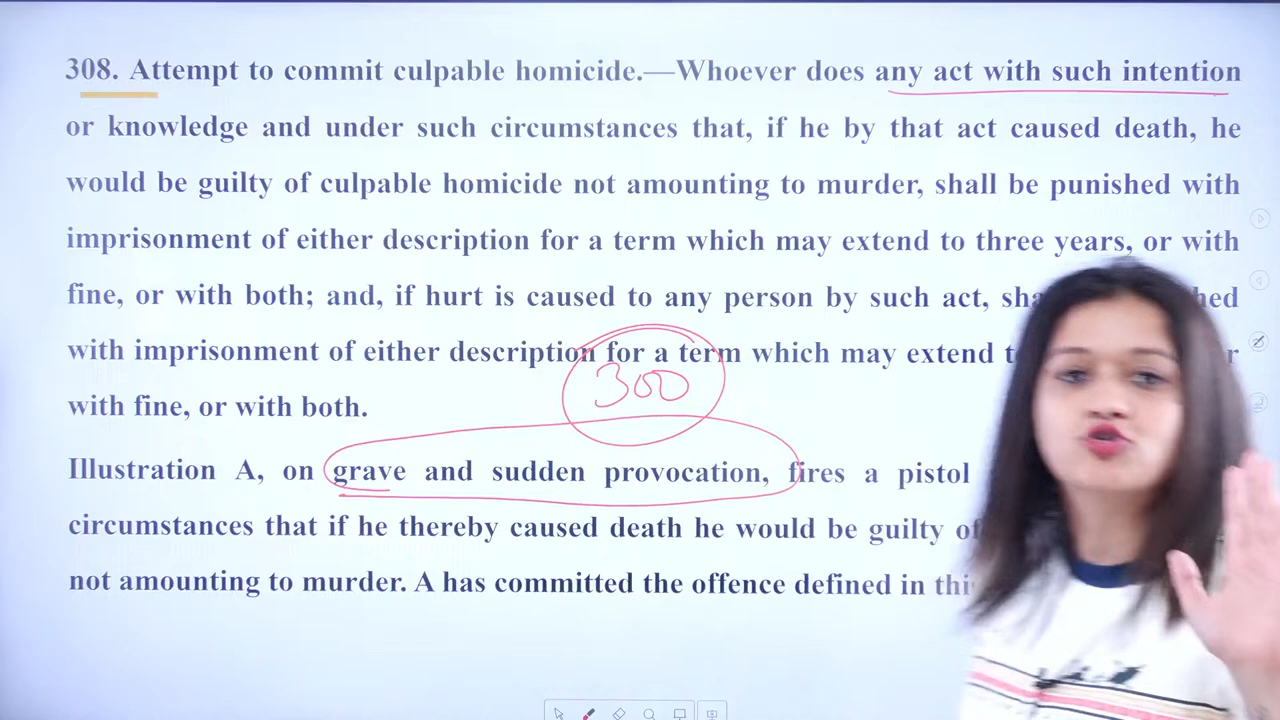 308. Attempt to commit culpable homicide.—Whoever does any act with such intention
or knowledge and under such circumstances that, if he by that act caused death, he
would be guilty of culpable homicide not amounting to murder, shall be punished with
imprisonment of either description for a term which may extend to three years, or with
fine, or with both; and, if hurt is caused to any person by such act,
with imprisonment of either description for a term which may extend
300
with fine, or with both.
Illustration A, on grave and sudden provocation, fires a pistol
circumstances that if he thereby caused death he would be guilty of
not amounting to murder. A has committed the offence defined in